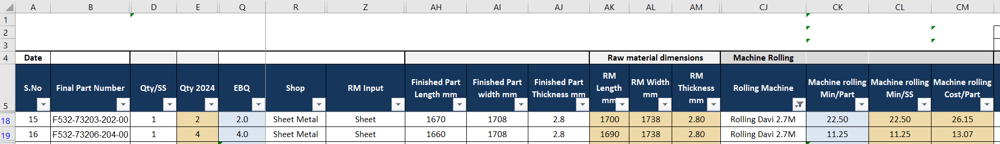 A B D E Q R Z AH AI AJ AK AL AM CJ CK CL CM
1
2
3
4 Date Raw material dimensions Machine Rolling
5 S.No Final Part Number Qty/SS Qty 2024 EBQ Shop RM Input Finished Part Length mm Finished Part width mm Finished Part Thickness mm RM Length mm RM Width mm RM Thickness mm Rolling Machine Machine rolling Min/Part Machine rolling Min/SS Machine rolling Cost/Part
18 15 F532-73203-202-00 1 2 2.0 Sheet Metal Sheet 1670 1708 2.8 1700 1738 2.80 Rolling Davi 2.7M 22.50 22.50 26.15
19 16 F532-73206-204-00 1 4 4.0 Sheet Metal Sheet 1660 1708 2.8 1690 1738 2.80 Rolling Davi 2.7M 11.25 11.25 13.07